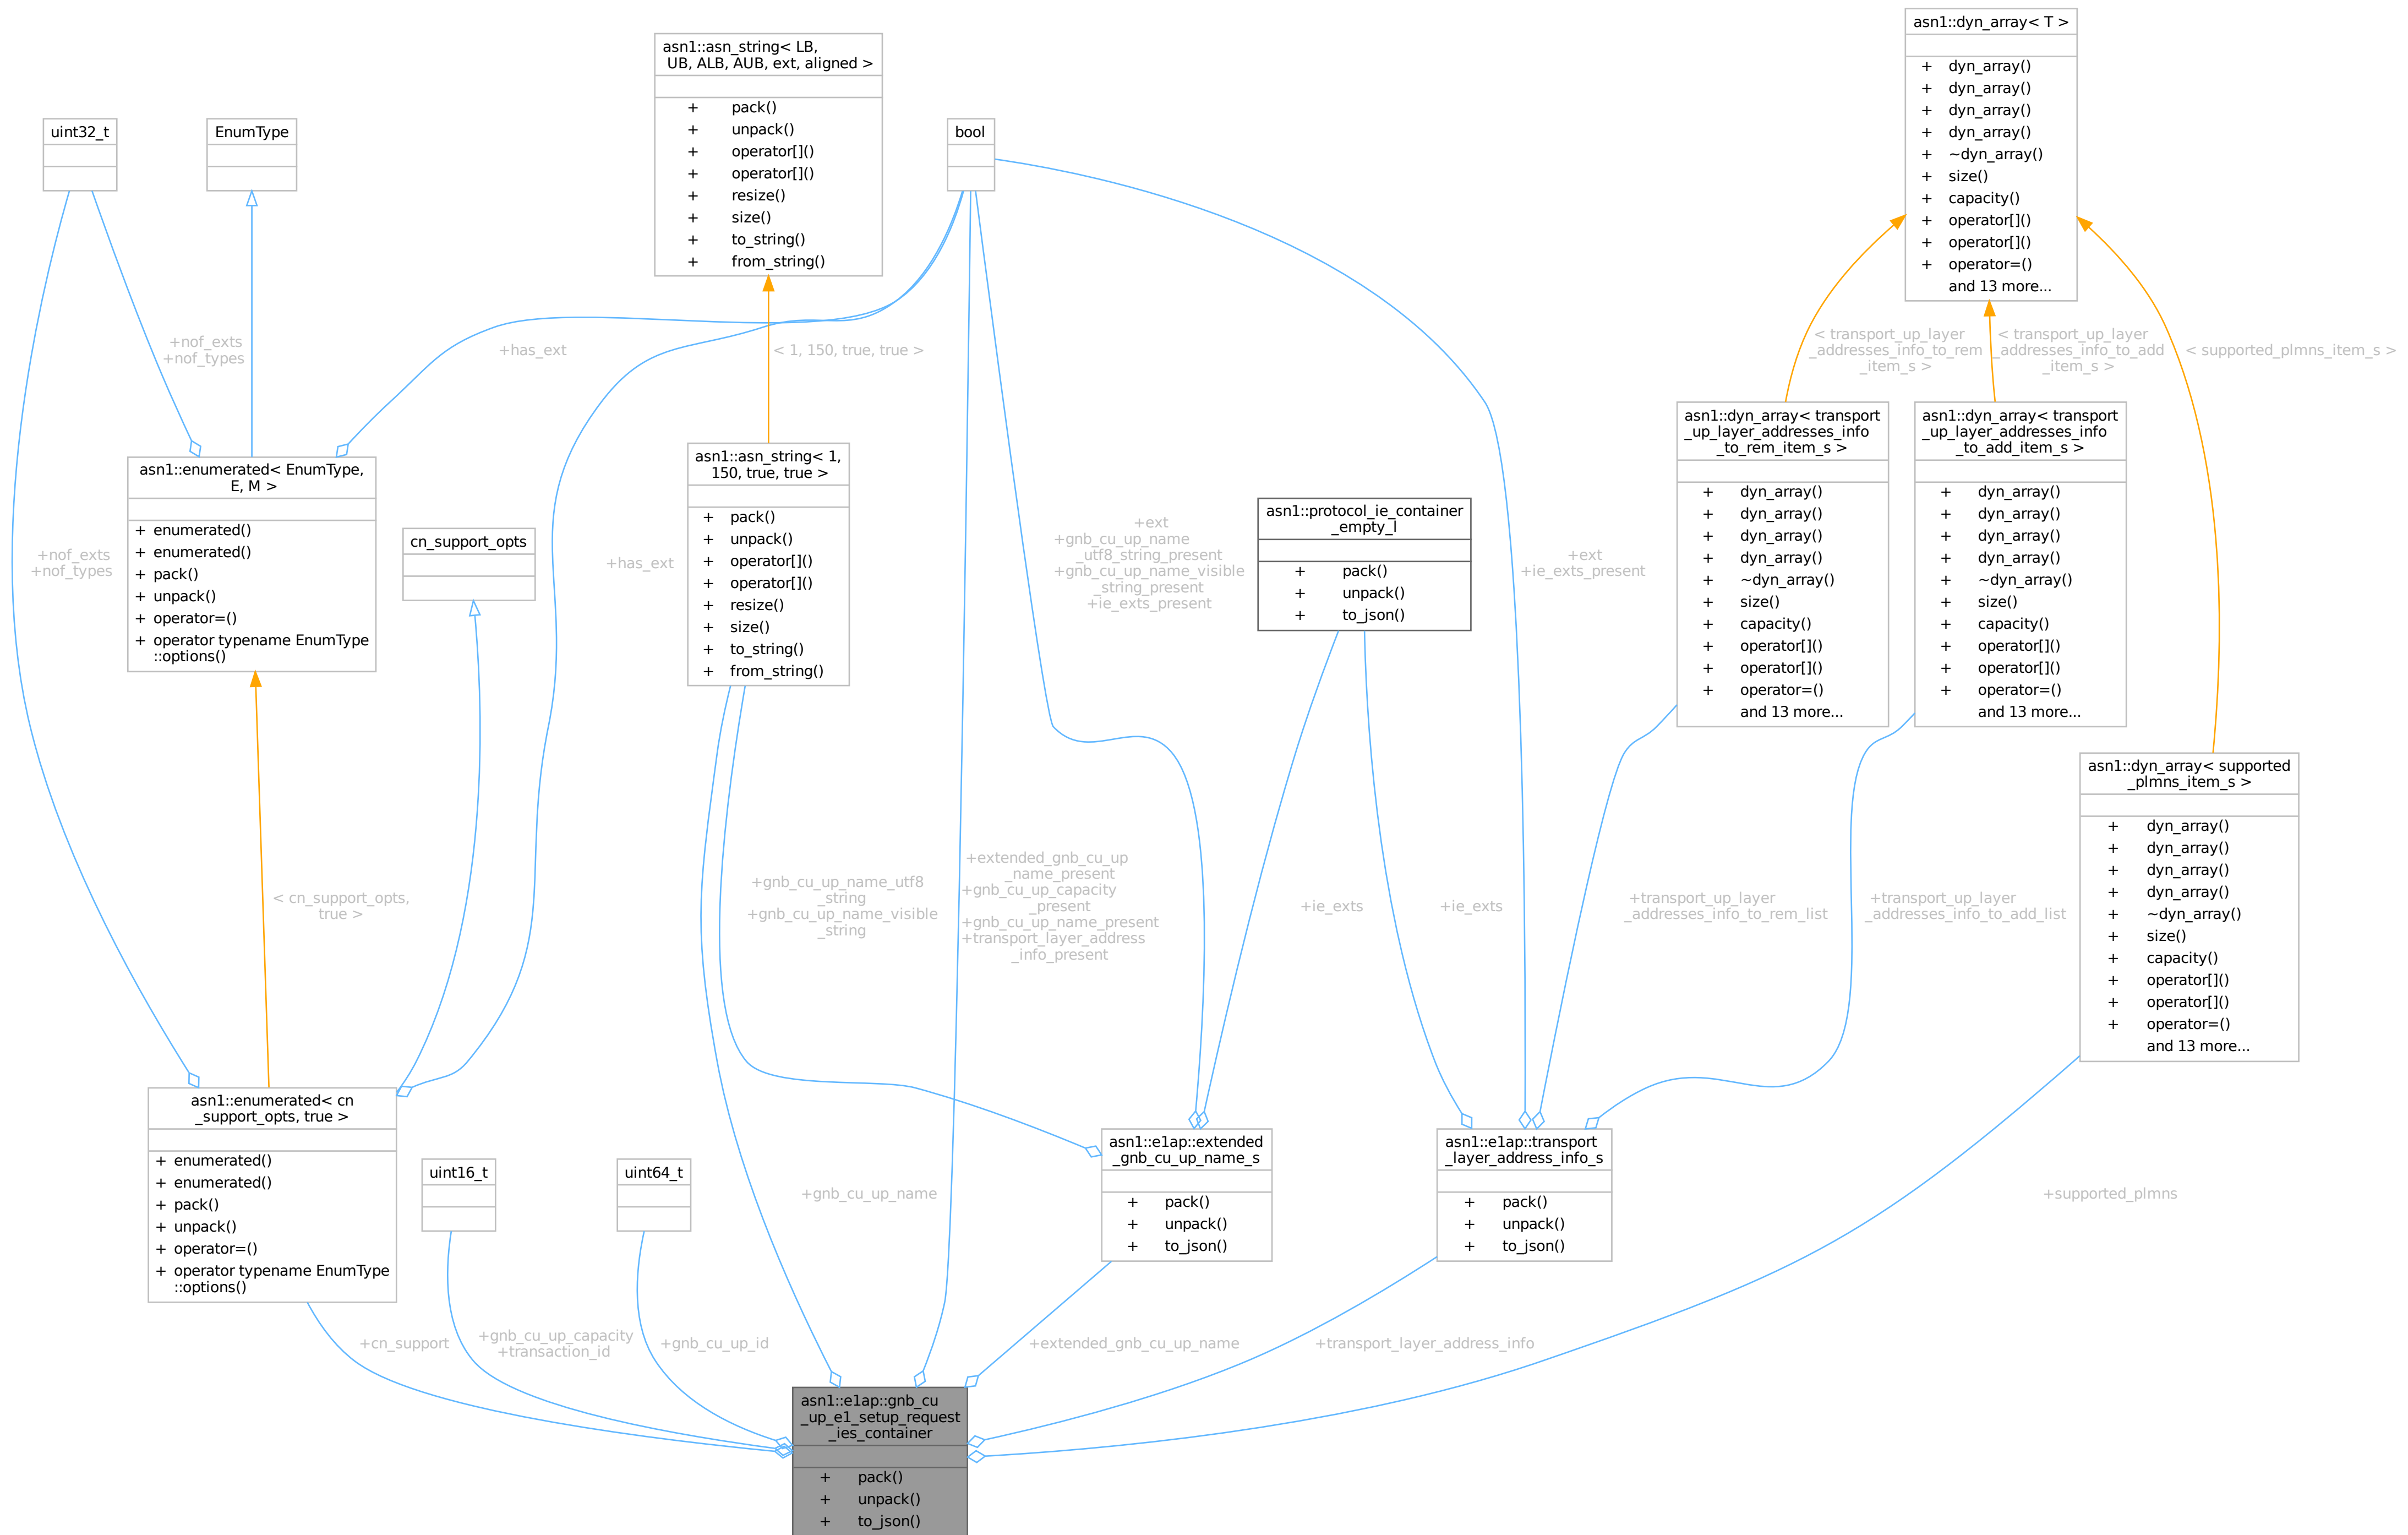 asn1::dyn_array< T >
+ dyn_array()
+ dyn_array()
+ dyn_array()
+ dyn_array()
+ ~dyn_array()
+ size()
+ capacity()
+ operator[]()
+ operator[]()
+ operator=()
and 13 more...
asn1::asn_string< LB,
UB, ALB, AUB, ext, aligned >
+ pack()
+ unpack()
+ operator[]()
+ operator[]()
+ resize()
+ size()
+ to_string()
+ from_string()
uint32_t
EnumType
bool
+nof_exts
+nof_types
+has_ext
< 1, 150, true, true >
< transport_up_layer
_addresses_info_to_rem
_item_s >
< transport_up_layer
_addresses_info_to_add
_item_s >
< supported_plmns_item_s >
asn1::enumerated< EnumType,
E, M >
+ enumerated()
+ enumerated()
+ pack()
+ unpack()
+ operator=()
+ operator typename EnumType
::options()
cn_support_opts
asn1::asn_string< 1,
150, true, true >
+ pack()
+ unpack()
+ operator[]()
+ operator[]()
+ resize()
+ size()
+ to_string()
+ from_string()
asn1::protocol_ie_container
_empty_l
+ pack()
+ unpack()
+ to_json()
asn1::dyn_array< transport
_up_layer_addresses_info
_to_rem_item_s >
+ dyn_array()
+ dyn_array()
+ dyn_array()
+ dyn_array()
+ ~dyn_array()
+ size()
+ capacity()
+ operator[]()
+ operator[]()
+ operator=()
and 13 more...
asn1::dyn_array< transport
_up_layer_addresses_info
_to_add_item_s >
+ dyn_array()
+ dyn_array()
+ dyn_array()
+ dyn_array()
+ ~dyn_array()
+ size()
+ capacity()
+ operator[]()
+ operator[]()
+ operator=()
and 13 more...
+nof_exts
+nof_types
+has_ext
+ext
+gnb_cu_up_name
_utf8_string_present
+gnb_cu_up_name_visible
_string_present
+ie_exts_present
+ext
+ie_exts_present
asn1::dyn_array< supported
_plmns_item_s >
+ dyn_array()
+ dyn_array()
+ dyn_array()
+ dyn_array()
+ ~dyn_array()
+ size()
+ capacity()
+ operator[]()
+ operator[]()
+ operator=()
and 13 more...
< cn_support_opts,
true >
+gnb_cu_up_name_utf8
_string
+gnb_cu_up_name_visible
_string
+extended_gnb_cu_up
_name_present
+gnb_cu_up_capacity
_present
+gnb_cu_up_name_present
+transport_layer_address
_info_present
+ie_exts
+ie_exts
+transport_up_layer
_addresses_info_to_rem_list
+transport_up_layer
_addresses_info_to_add_list
asn1::enumerated< cn
_support_opts, true >
+ enumerated()
+ enumerated()
+ pack()
+ unpack()
+ operator=()
+ operator typename EnumType
::options()
uint16_t
uint64_t
+gnb_cu_up_name
asn1::e1ap::extended
_gnb_cu_up_name_s
+ pack()
+ unpack()
+ to_json()
asn1::e1ap::transport
_layer_address_info_s
+ pack()
+ unpack()
+ to_json()
+supported_plmns
+cn_support
+gnb_cu_up_capacity
+transaction_id
+gnb_cu_up_id
+extended_gnb_cu_up_name
+transport_layer_address_info
asn1::e1ap::gnb_cu
_up_e1_setup_request
_ies_container
+ pack()
+ unpack()
+ to_json()